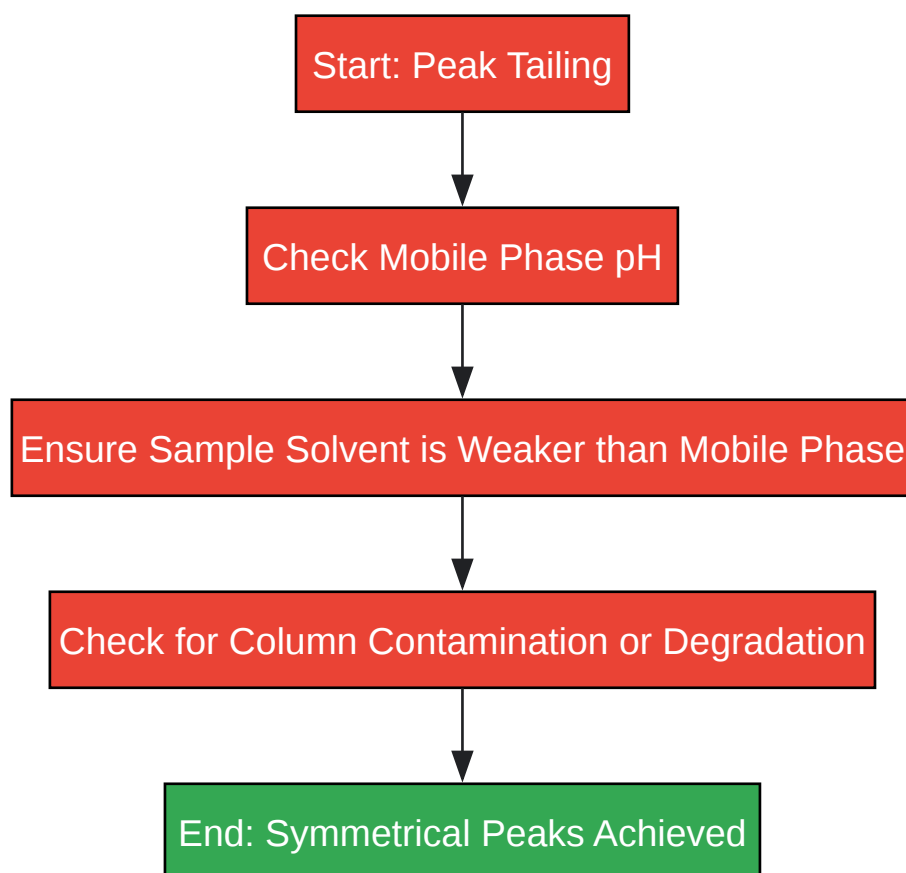 Start: Peak Tailing
Check Mobile Phase pH
Ensure Sample Solvent is Weaker than Mobile Phase
Check for Column Contamination or Degradation
End: Symmetrical Peaks Achieved